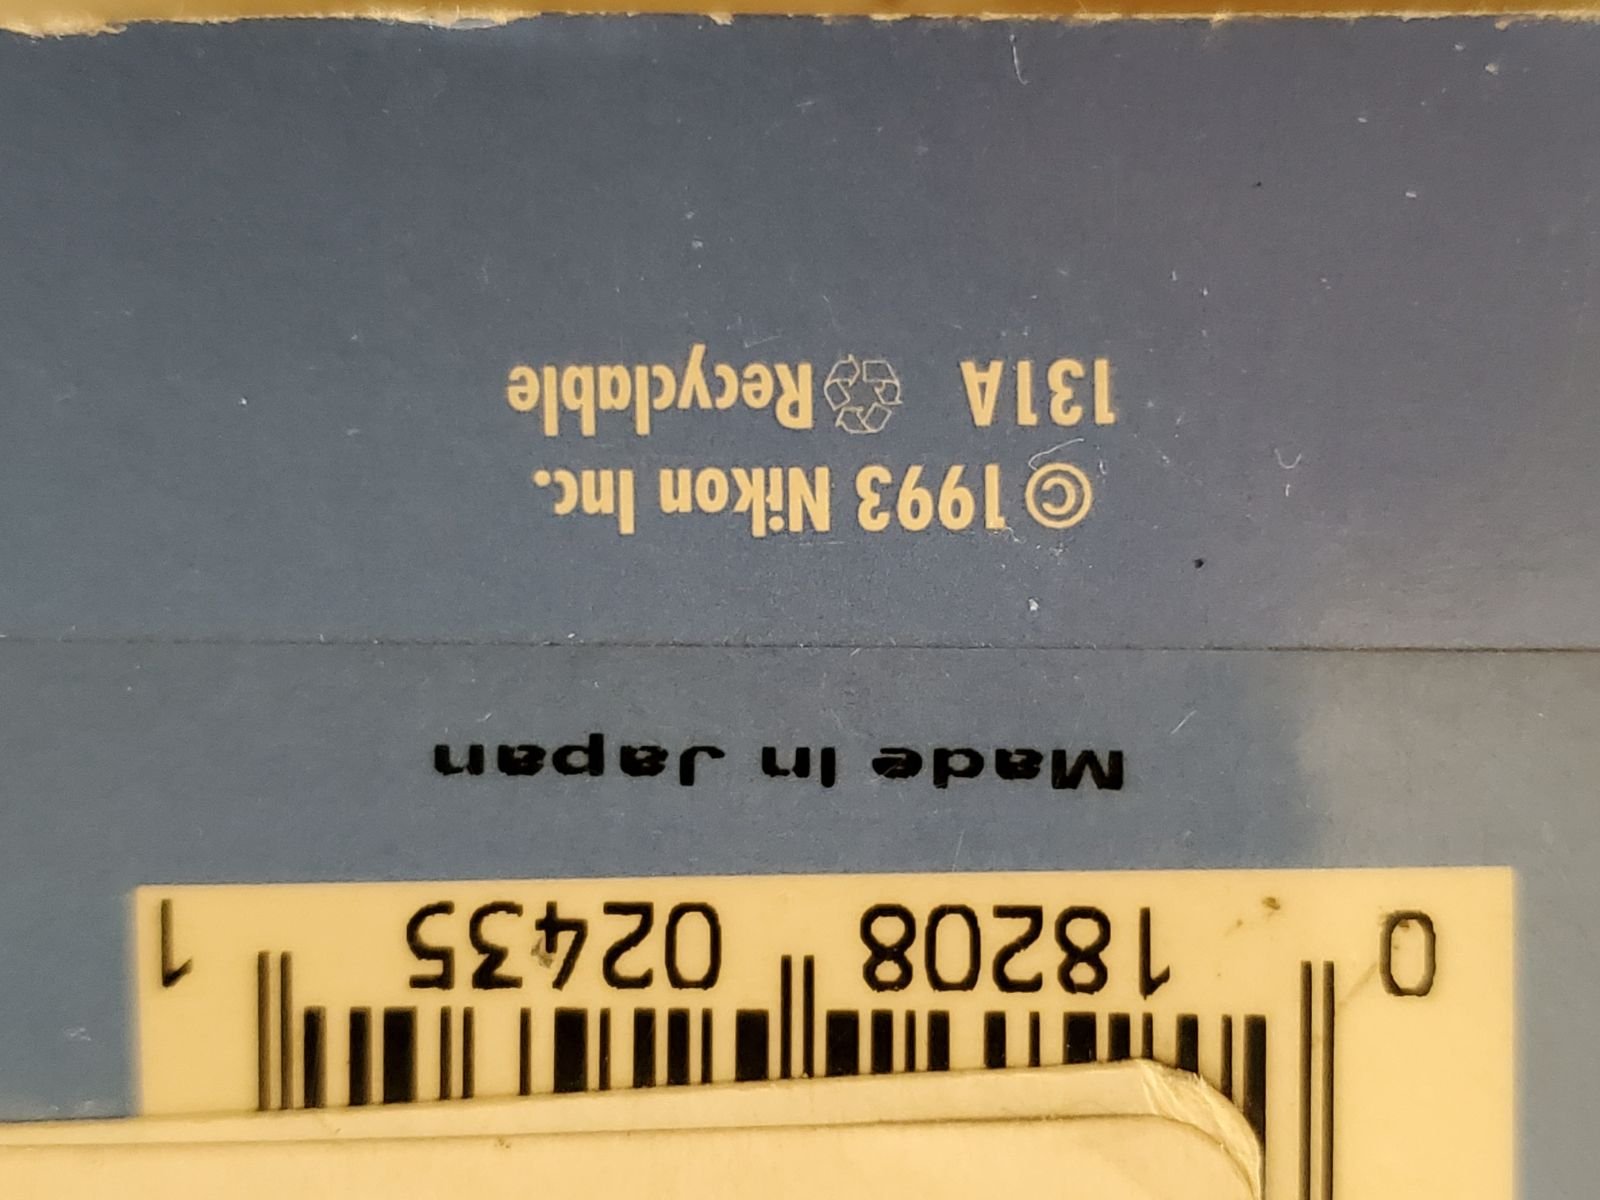 0 18208 02435 1
Made In Japan
©1993 Nikon Inc.
131A Recyclable